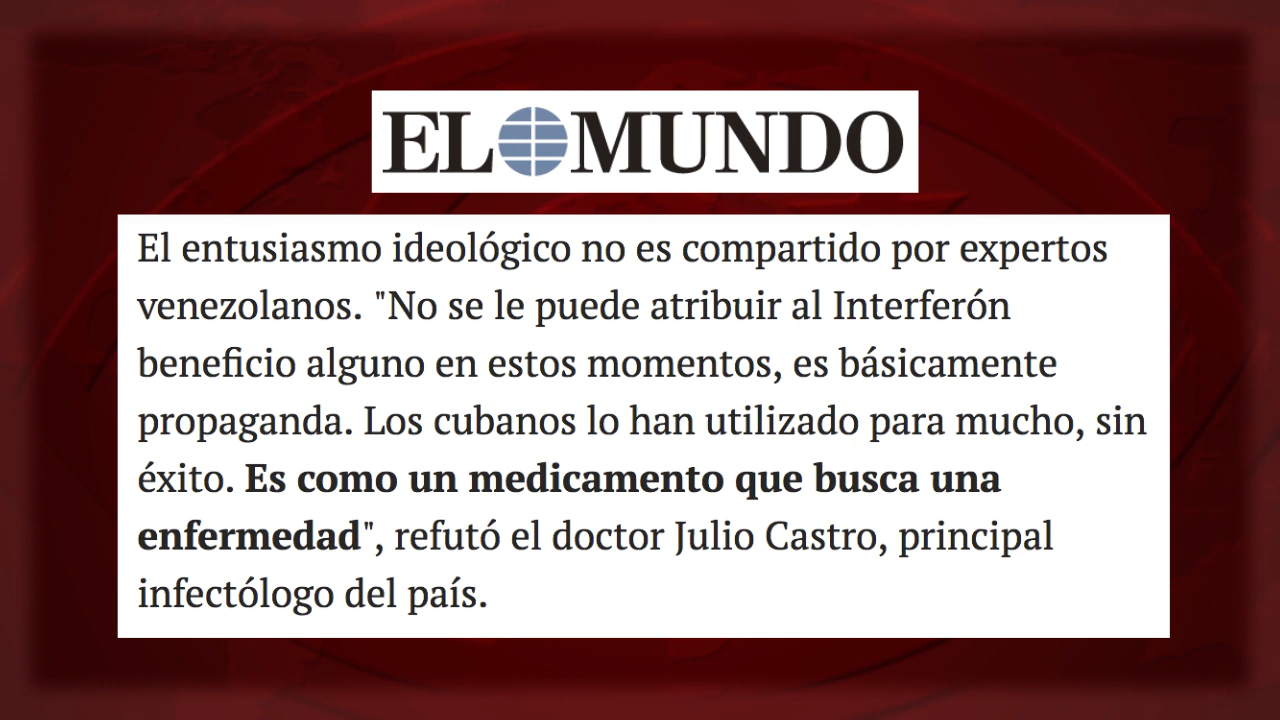 EL MUNDO
El entusiasmo ideológico no es compartido por expertos
venezolanos. "No se le puede atribuir al Interferón
beneficio alguno en estos momentos, es básicamente
propaganda. Los cubanos lo han utilizado para mucho, sin
éxito. Es como un medicamento que busca una
enfermedad", refutó el doctor Julio Castro, principal
infectólogo del país.